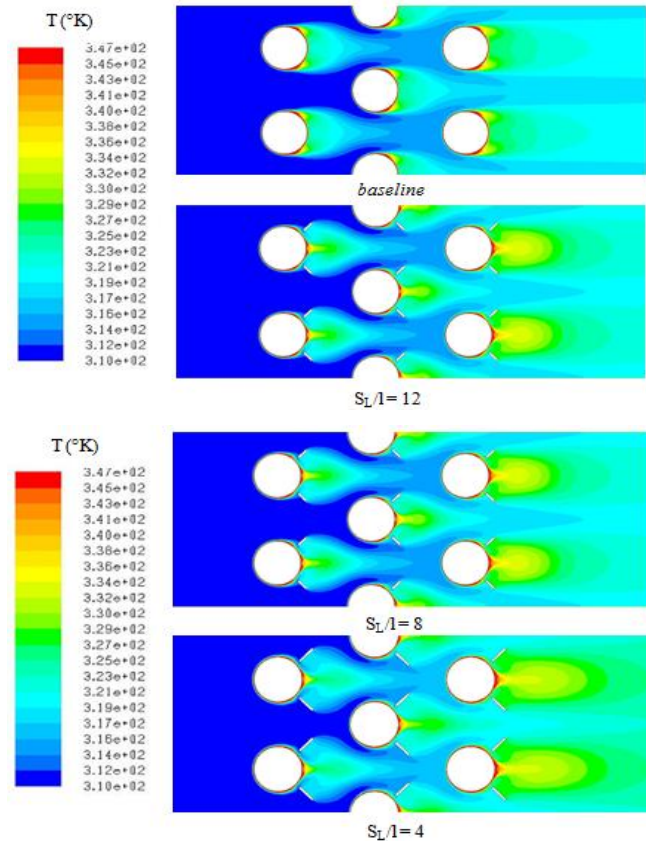 T (°K)
3.47e+02
3.45e+02
3.43e+02
3.41e+02
3.40e+02
3.38e+02
3.36e+02
3.34e+02
3.32e+02
3.30e+02
3.29e+02
3.27e+02
3.25e+02
3.23e+02
3.21e+02
3.19e+02
3.17e+02
3.16e+02
3.14e+02
3.12e+02
3.10e+02
baseline
S_L/l = 12
T (°K)
3.47e+02
3.45e+02
3.43e+02
3.41e+02
3.40e+02
3.38e+02
3.36e+02
3.34e+02
3.32e+02
3.30e+02
3.29e+02
3.27e+02
3.25e+02
3.23e+02
3.21e+02
3.19e+02
3.17e+02
3.16e+02
3.14e+02
3.12e+02
3.10e+02
S_L/l = 8
S_L/l = 4